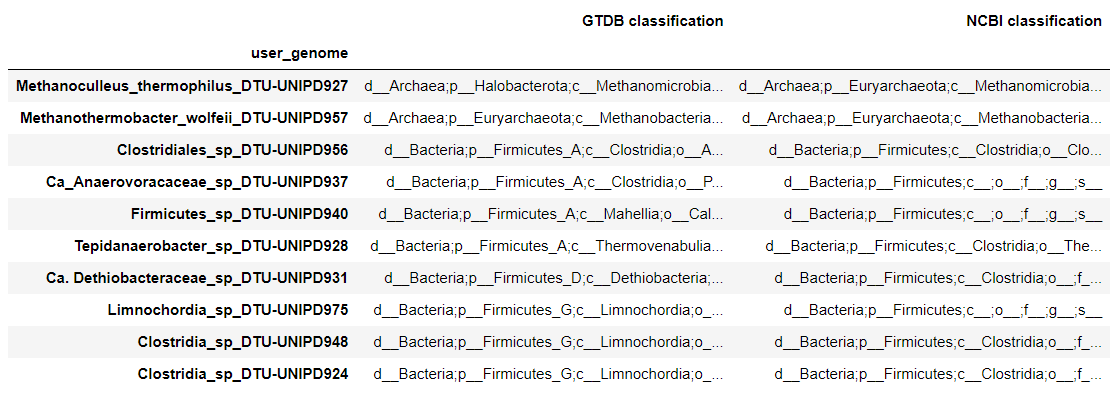 GTDB classification NCBI classification
user_genome
Methanoculleus_thermophilus_DTU-UNIPD927 d__Archaea;p__Halobacterota;c__Methanomicrobia... d__Archaea;p__Euryarchaeota;c__Methanomicrobia...
Methanothermobacter_wolfeii_DTU-UNIPD957 d__Archaea;p__Euryarchaeota;c__Methanobacteria... d__Archaea;p__Euryarchaeota;c__Methanobacteria...
Clostridiales_sp_DTU-UNIPD956 d__Bacteria;p__Firmicutes_A;c__Clostridia;o__A... d__Bacteria;p__Firmicutes;c__Clostridia;o__Clo...
Ca_Anaerovoracaceae_sp_DTU-UNIPD937 d__Bacteria;p__Firmicutes_A;c__Clostridia;o__P... d__Bacteria;p__Firmicutes;c__;o__;f__;g__;s__
Firmicutes_sp_DTU-UNIPD940 d__Bacteria;p__Firmicutes_A;c__Mahellia;o__Cal... d__Bacteria;p__Firmicutes;c__;o__;f__;g__;s__
Tepidanaerobacter_sp_DTU-UNIPD928 d__Bacteria;p__Firmicutes_A;c__Thermovenabulia... d__Bacteria;p__Firmicutes;c__Clostridia;o__The...
Ca. Dethiobacteraceae_sp_DTU-UNIPD931 d__Bacteria;p__Firmicutes_D;c__Dethiobacteria;... d__Bacteria;p__Firmicutes;c__Clostridia;o__;f_...
Limnochordia_sp_DTU-UNIPD975 d__Bacteria;p__Firmicutes_G;c__Limnochordia;o_... d__Bacteria;p__Firmicutes;c__;o__;f__;g__;s__
Clostridia_sp_DTU-UNIPD948 d__Bacteria;p__Firmicutes_G;c__Limnochordia;o_... d__Bacteria;p__Firmicutes;c__Clostridia;o__;f_...
Clostridia_sp_DTU-UNIPD924 d__Bacteria;p__Firmicutes_G;c__Limnochordia;o_... d__Bacteria;p__Firmicutes;c__Clostridia;o__;f_...